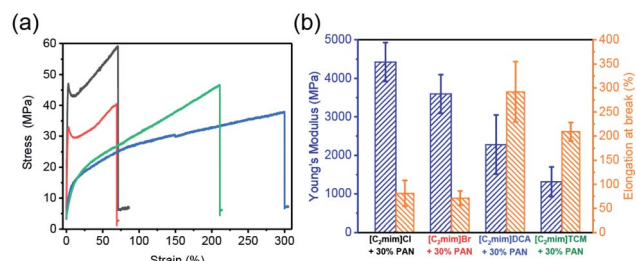 (a)
60
50
40
30
20
10
0
Stress (MPa)
0 50 100 150 200 250 300
Strain (%)
(b)
5000
4000
3000
2000
1000
Young's Modulus (MPa)
400
350
300
250
200
150
100
50
0
Elongation at break (%)
[C₂mim]Cl [C₂mim]Br [C₂mim]DCA [C₂mim]TCM
+ 30% PAN + 30% PAN + 30% PAN + 30% PAN